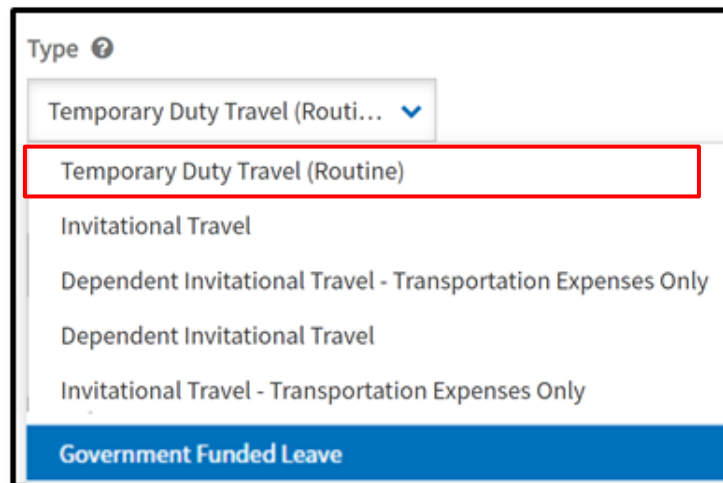 Type ?
Temporary Duty Travel (Routi...
Temporary Duty Travel (Routine)
Invitational Travel
Dependent Invitational Travel - Transportation Expenses Only
Dependent Invitational Travel
Invitational Travel - Transportation Expenses Only
Government Funded Leave